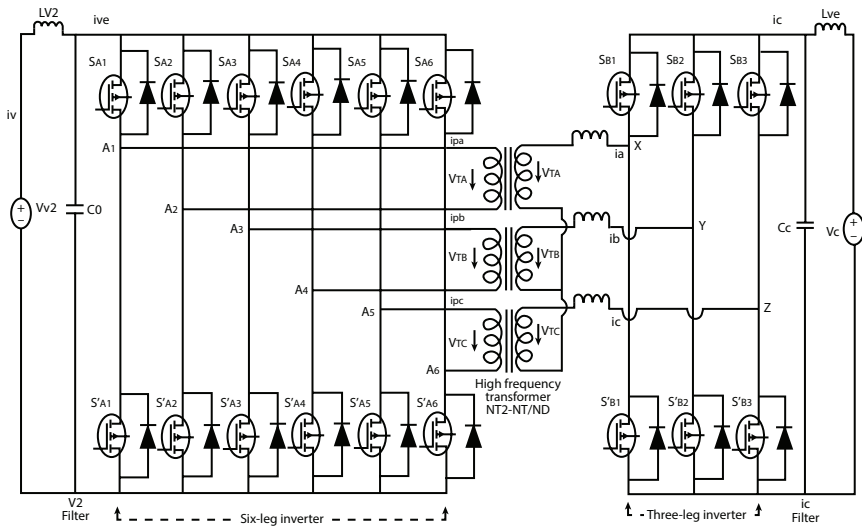 LV2
ive
ic
Lve
SA1
SA2
SA3
SA4
SA5
SA6
SB1
SB2
SB3
iv
A1
ipa
ia
X
VTA
VTA
Vv2
+
−
C0
A2
A3
ipb
ib
Y
Cc
+
−
Vc
VTB
VTB
A4
A5
ipc
ic
Z
VTC
VTC
A6
High frequency
transformer
NT2-NT/ND
S'A1
S'A2
S'A3
S'A4
S'A5
S'A6
S'B1
S'B2
S'B3
V2
Filter
Six-leg inverter
Three-leg inverter
ic
Filter